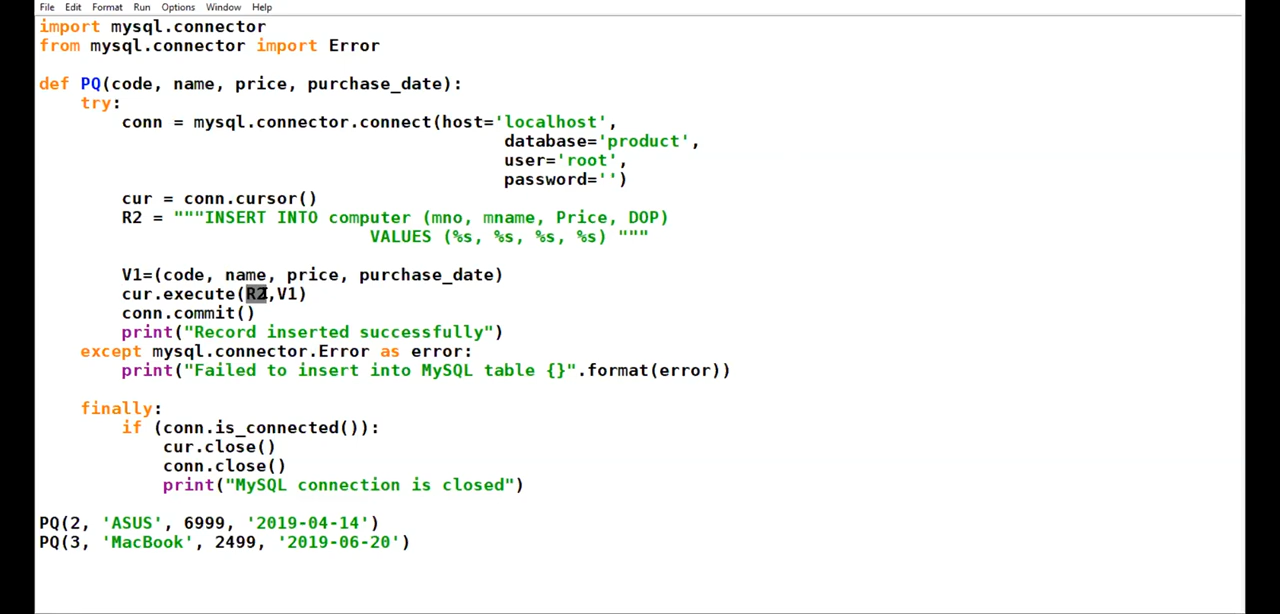 File Edit Format Run Options Window Help
import mysql.connector
from mysql.connector import Error
def PQ(code, name, price, purchase_date):
try:
conn = mysql.connector.connect(host='localhost',
database='product',
user='root',
password='')
cur = conn.cursor()
R2 = """INSERT INTO computer (mno, mname, Price, DOP)
VALUES (%s, %s, %s, %s) """
V1=(code, name, price, purchase_date)
cur.execute(R2,V1)
conn.commit()
print("Record inserted successfully")
except mysql.connector.Error as error:
print("Failed to insert into MySQL table {}".format(error))
finally:
if (conn.is_connected()):
cur.close()
conn.close()
print("MySQL connection is closed")
PQ(2, 'ASUS', 6999, '2019-04-14')
PQ(3, 'MacBook', 2499, '2019-06-20')